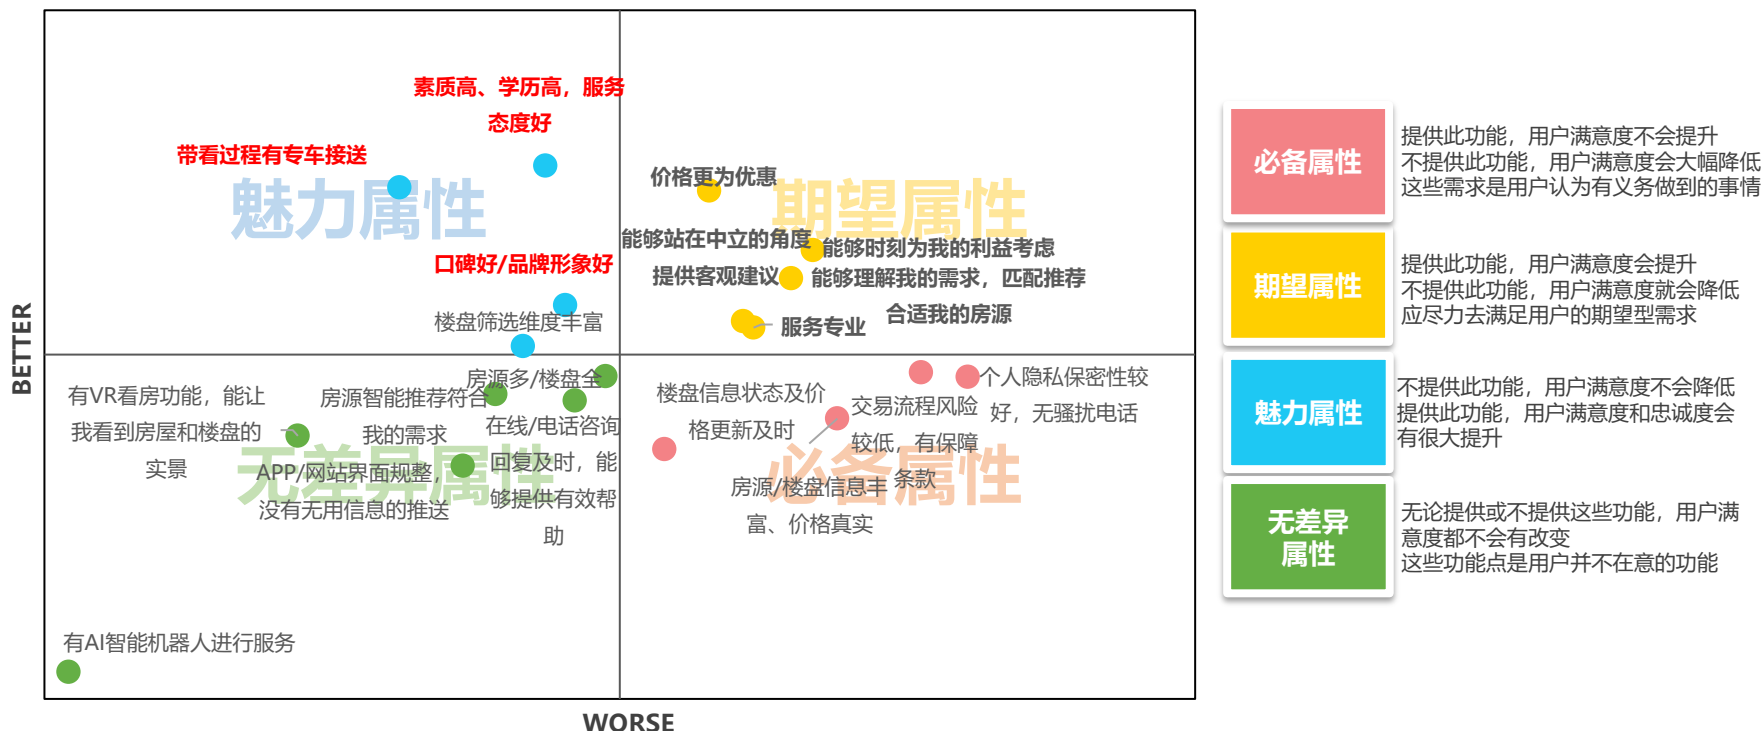 素质高、学历高，服务
态度好
带看过程有专车接送
魅力属性
口碑好/品牌形象好
楼盘筛选维度丰富
价格更为优惠
期望属性
能够站在中立的角度
提供客观建议
能够时刻为我的利益考虑
能够理解我的需求，匹配推荐
合适我的房源
服务专业
BETTER
有VR看房功能，能让
我看到房屋和楼盘的
实景
房源智能推荐符合
我的需求
房源多/楼盘全
在线/电话咨询
回复及时，能
够提供有效帮
助
无差异属性
APP/网站界面规整，
没有无用信息的推送
有AI智能机器人进行服务
楼盘信息状态及价
格更新及时
交易流程风险
较低，有保障
条款
个人隐私保密性较
好，无骚扰电话
必备属性
房源/楼盘信息丰
富、价格真实
WORSE
必备属性
提供此功能，用户满意度不会提升
不提供此功能，用户满意度会大幅降低
这些需求是用户认为有义务做到的事情
期望属性
提供此功能，用户满意度会提升
不提供此功能，用户满意度就会降低
应尽力去满足用户的期望型需求
魅力属性
不提供此功能，用户满意度不会降低
提供此功能，用户满意度和忠诚度会
有很大提升
无差异
属性
无论提供或不提供这些功能，用户满
意度都不会有改变
这些功能点是用户并不在意的功能